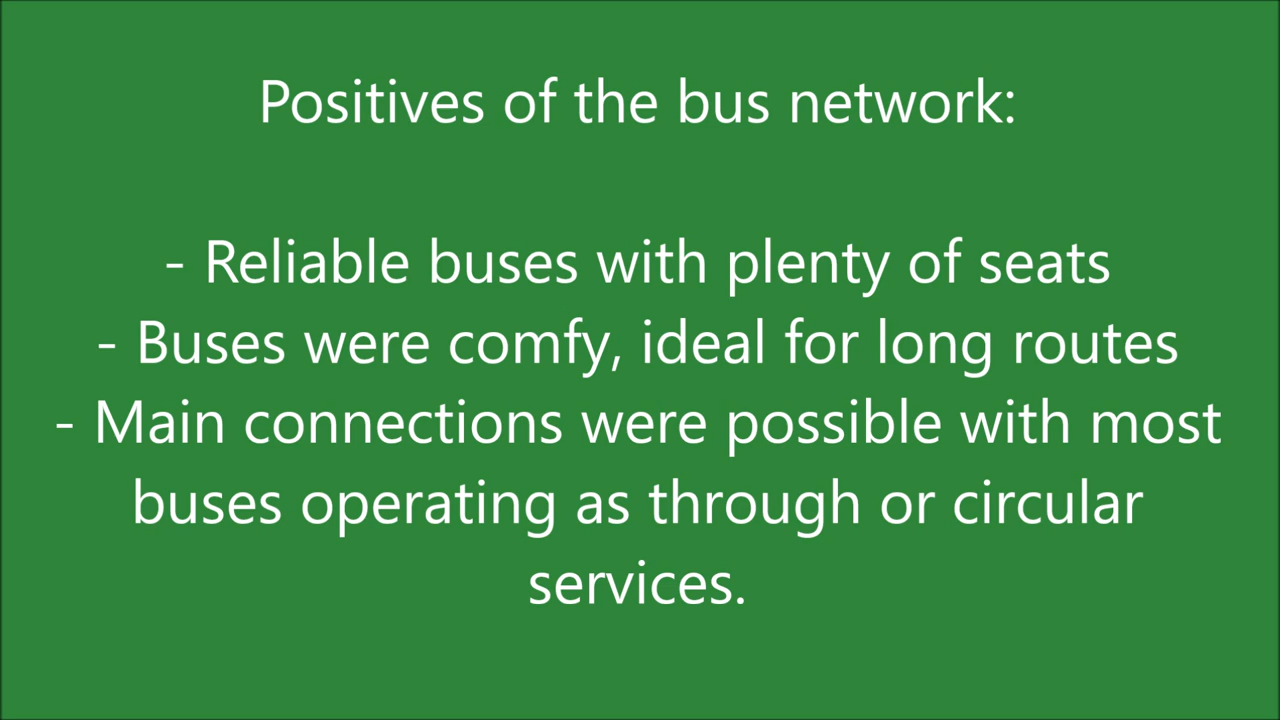 Positives of the bus network:
- Reliable buses with plenty of seats
- Buses were comfy, ideal for long routes
- Main connections were possible with most
buses operating as through or circular
services.